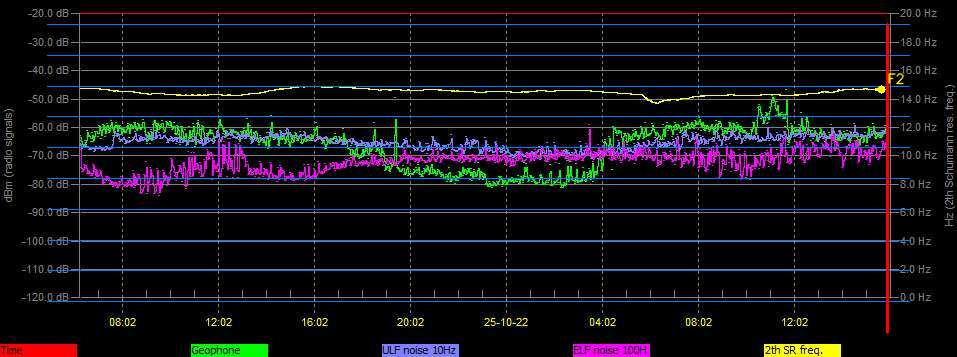 -20.0 dB 20.0 Hz
-30.0 dB 18.0 Hz
-40.0 dB 16.0 Hz
F2
-50.0 dB 14.0 Hz
-60.0 dB 12.0 Hz
-70.0 dB 10.0 Hz
-80.0 dB 8.0 Hz
-90.0 dB 6.0 Hz
-100.0 dB 4.0 Hz
-110.0 dB 2.0 Hz
-120.0 dB 0.0 Hz
dBm (radio signals)
Hz (2th Schumann res. freq.)
08:02 12:02 16:02 20:02 25-10-22 04:02 08:02 12:02
Time Geophone ULF noise 10Hz ELF noise 100H 2th SR freq.